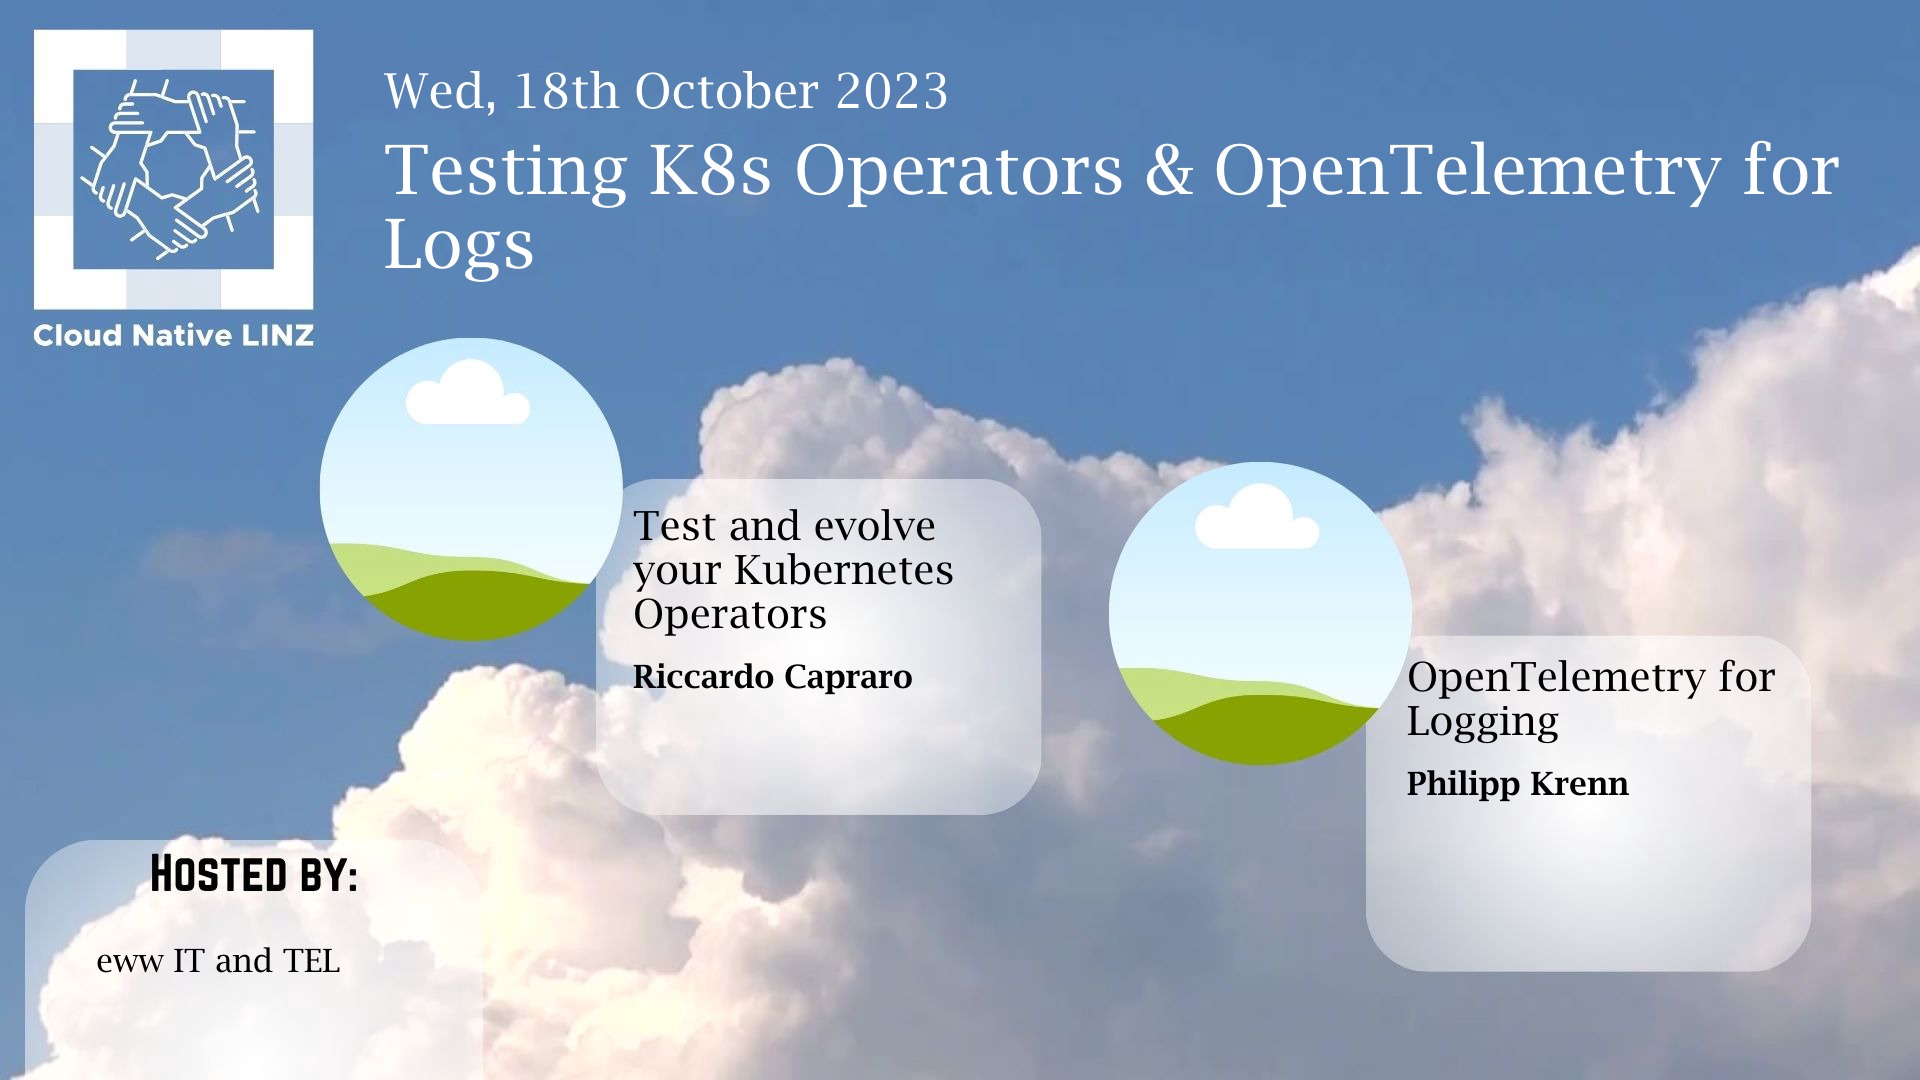 Wed, 18th October 2023
Testing K8s Operators & OpenTelemetry for
Logs
Cloud Native LINZ
Test and evolve
your Kubernetes
Operators
Riccardo Capraro
OpenTelemetry for
Logging
Philipp Krenn
HOSTED BY:
eww IT and TEL